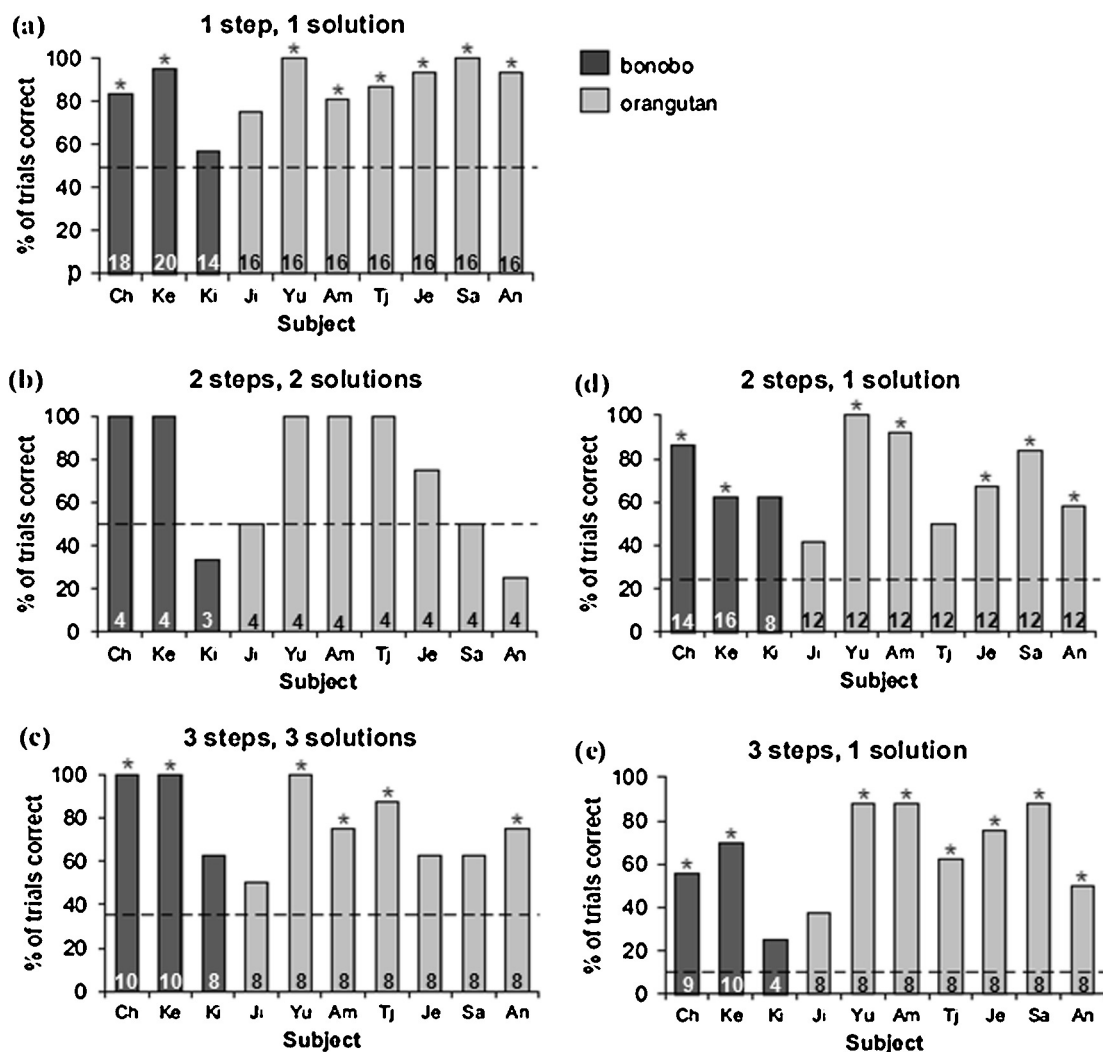 (a)
1 step, 1 solution
bonobo
orangutan
% of trials correct
100
80
60
40
20
p
* * * * * * * *
18 20 14 16 16 16 16 16 16 16
Ch Ke Ki Ji Yu Am Tj Je Sa An
Subject
(b)
2 steps, 2 solutions
% of trials correct
100
80
60
40
20
0
4 4 3 4 4 4 4 4 4 4
Ch Ke Ki Ji Yu Am Tj Je Sa An
Subject
(d)
2 steps, 1 solution
% of trials correct
100
80
60
40
20
0
* * * * * * *
14 16 8 12 12 12 12 12 12 12
Ch Ke Ki Ji Yu Am Tj Je Sa An
Subject
(c)
3 steps, 3 solutions
% of trials correct
100
80
60
40
20
0
* * * * * *
10 10 8 8 8 8 8 8 8 8
Ch Ke Ki Ji Yu Am Tj Je Sa An
Subject
(e)
3 steps, 1 solution
% of trials correct
100
80
60
40
20
0
* * * * * * * *
9 10 4 8 8 8 8 8 8 8
Ch Ke Ki Ji Yu Am Tj Je Sa An
Subject